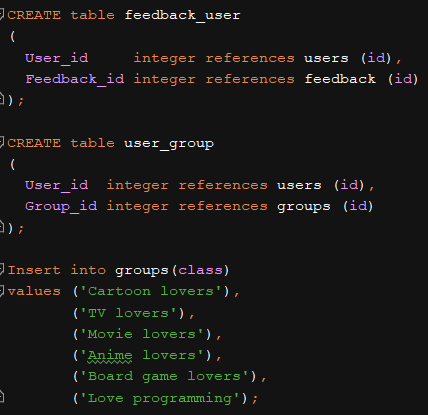 CREATE table feedback_user
(
  User_id     integer references users (id),
  Feedback_id integer references feedback (id)
);
CREATE table user_group
(
  User_id  integer references users (id),
  Group_id integer references groups (id)
);
Insert into groups(class)
values ('Cartoon lovers'),
       ('TV lovers'),
       ('Movie lovers'),
       ('Anime lovers'),
       ('Board game lovers'),
       ('Love programming');